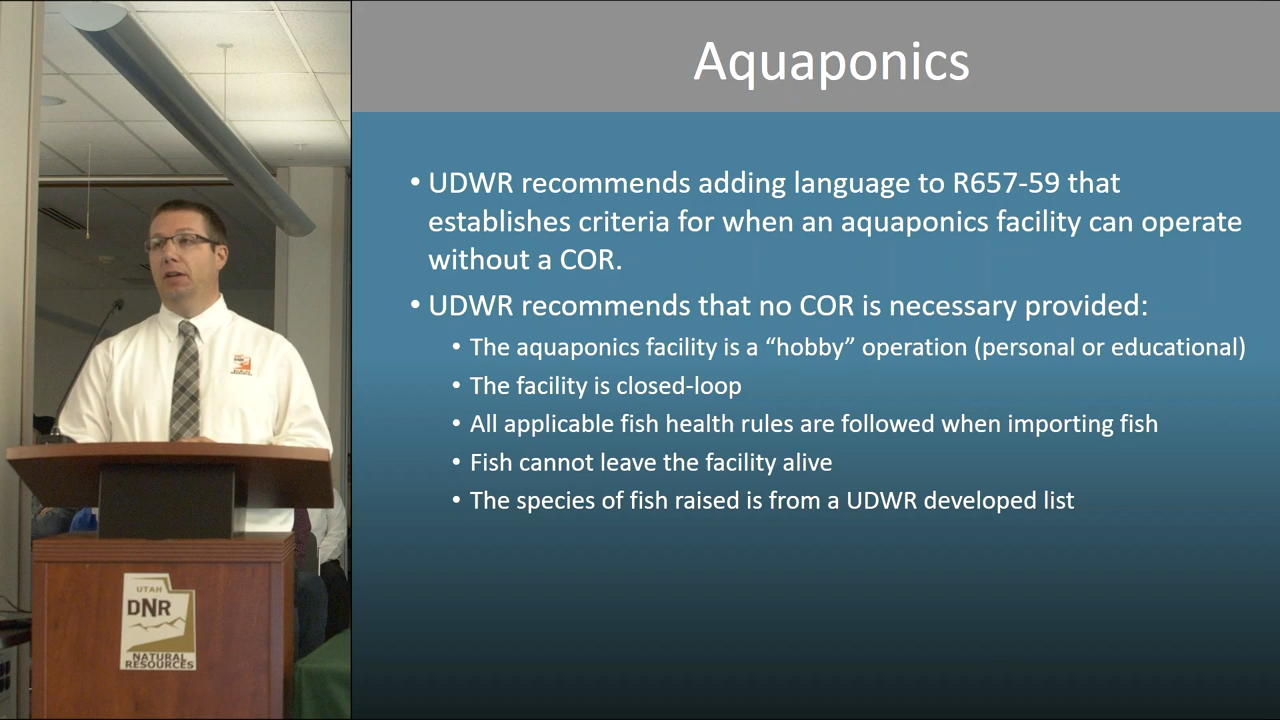 Aquaponics
• UDWR recommends adding language to R657-59 that
establishes criteria for when an aquaponics facility can operate
without a COR.
• UDWR recommends that no COR is necessary provided:
• The aquaponics facility is a “hobby” operation (personal or educational)
• The facility is closed-loop
• All applicable fish health rules are followed when importing fish
• Fish cannot leave the facility alive
• The species of fish raised is from a UDWR developed list
DNR
UTAH
DNR
NATURAL
RESOURCES